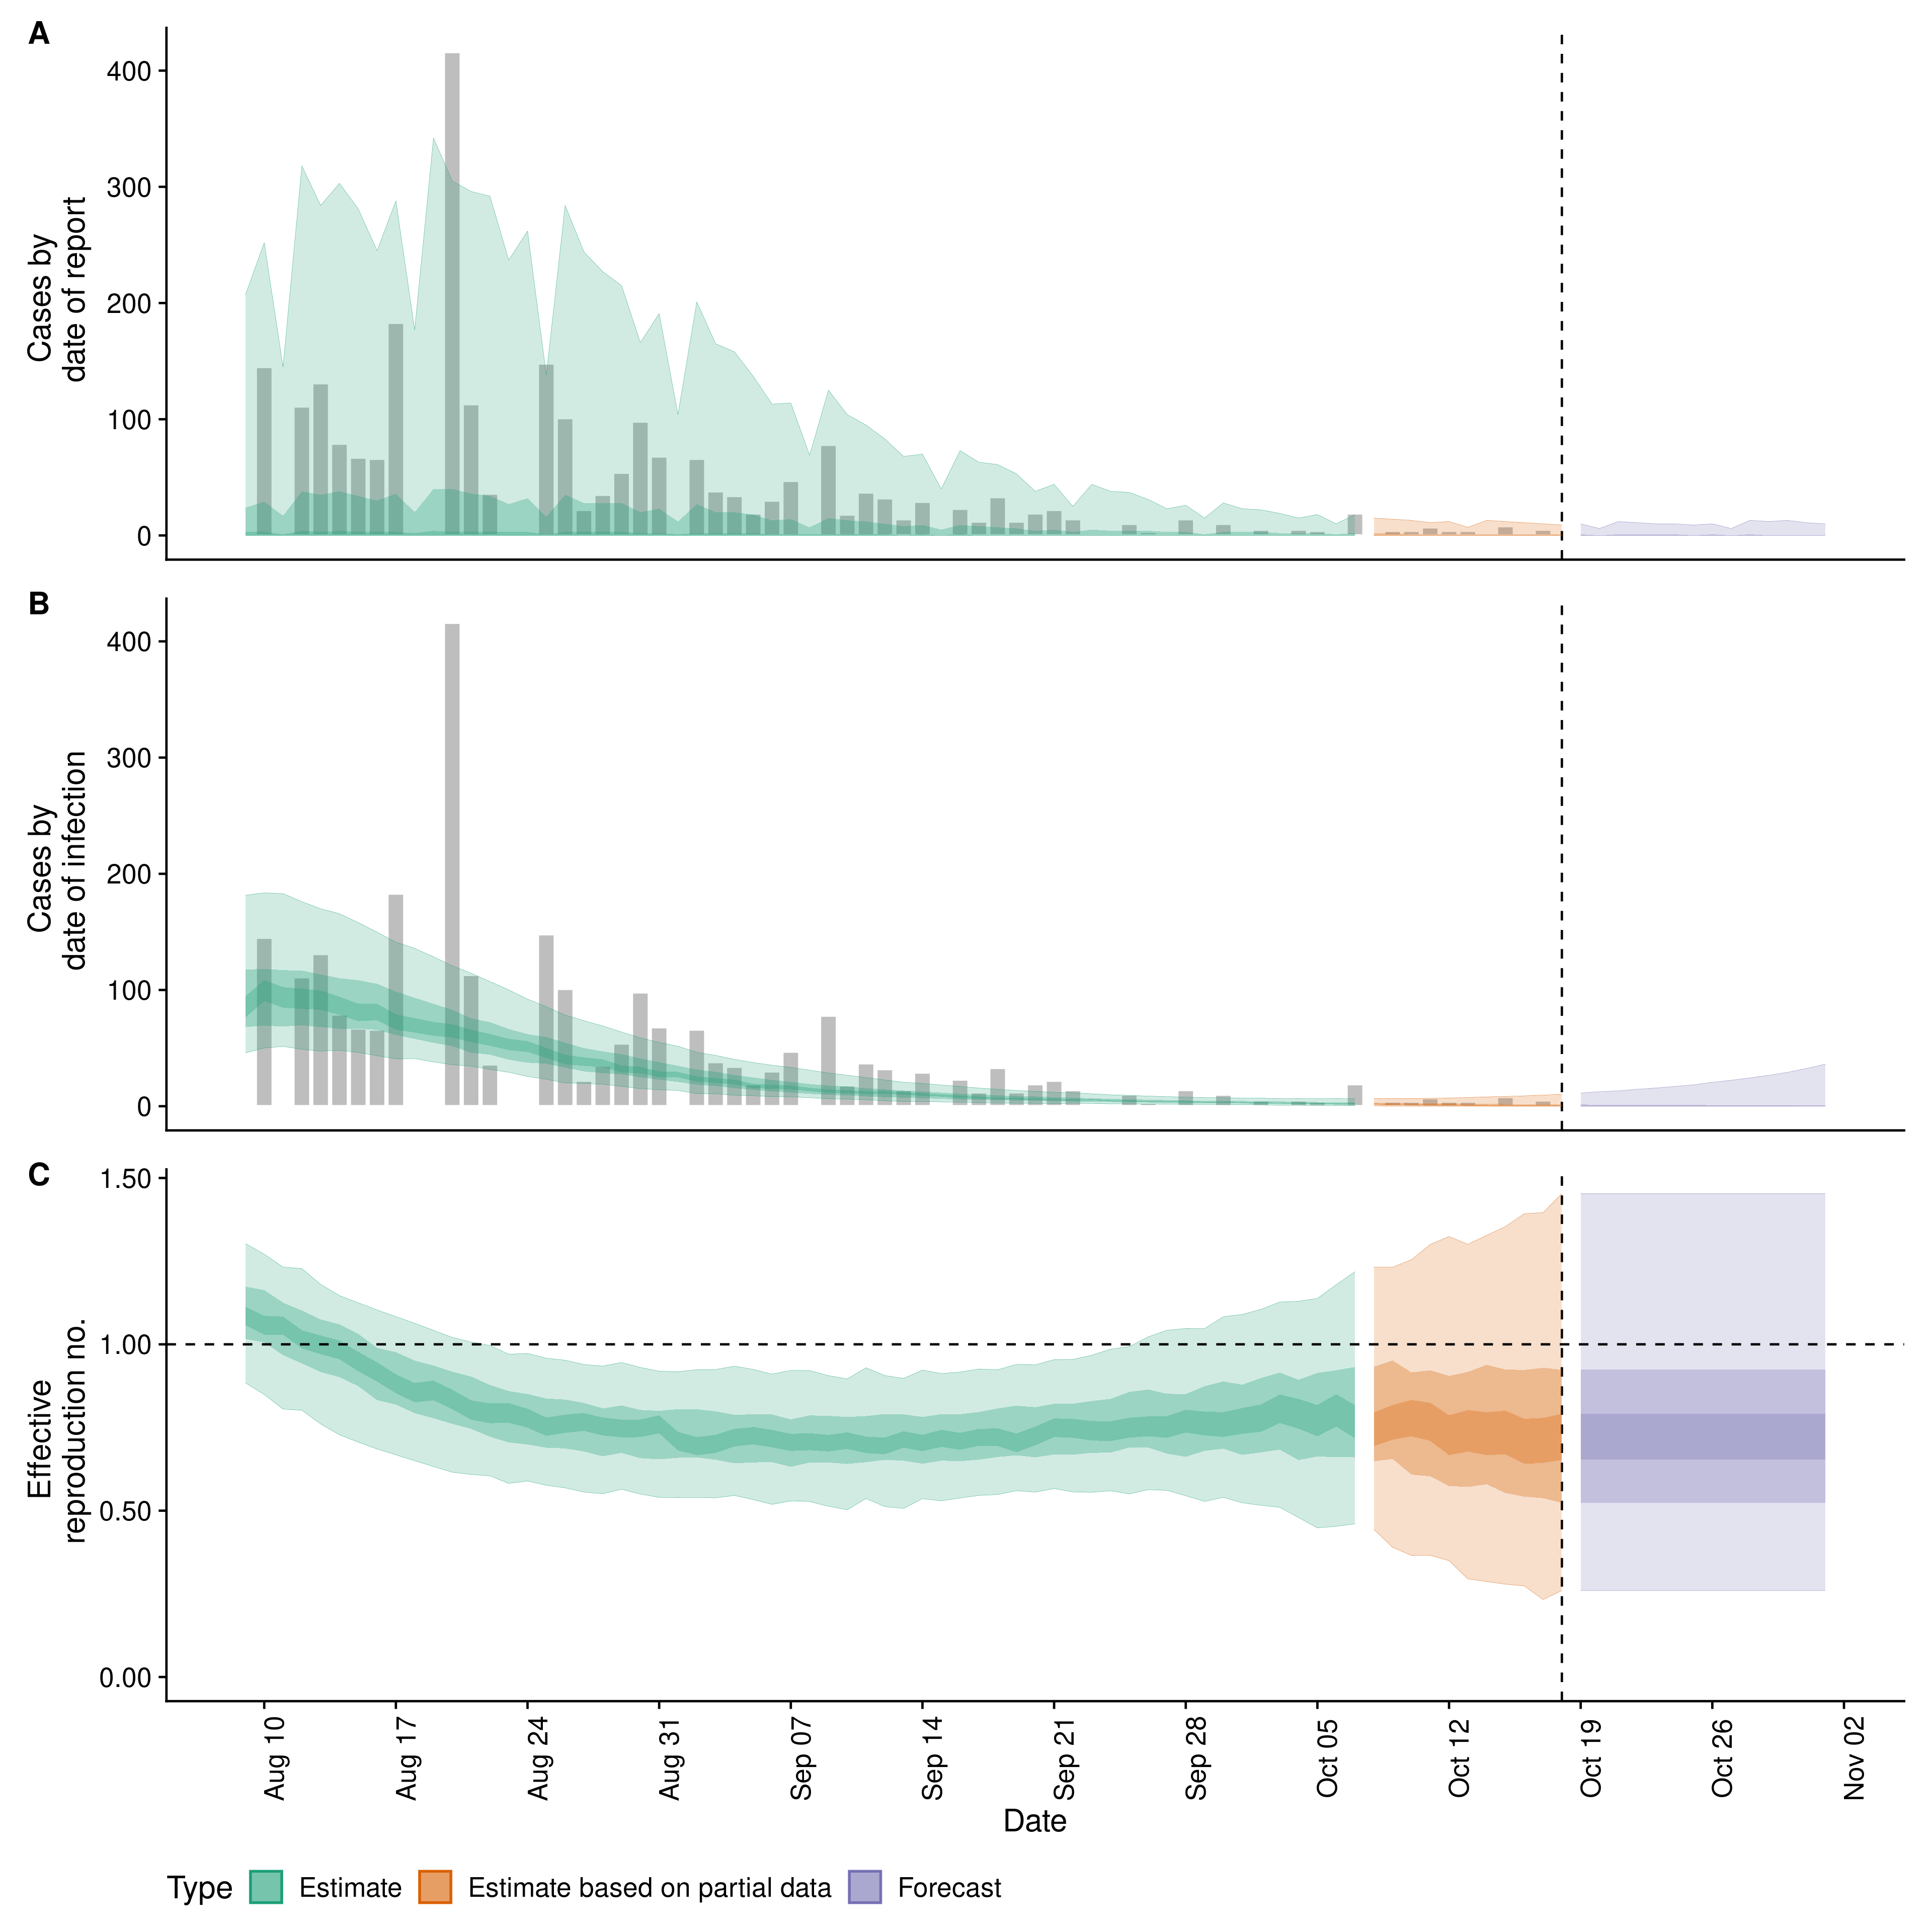 A
400
300
200
100
0
Cases by
date of report
B
400
300
200
100
0
Cases by
date of infection
C
1.50
1.00
0.50
0.00
Effective
reproduction no.
Aug 10
Aug 17
Aug 24
Aug 31
Sep 07
Sep 14
Sep 21
Sep 28
Oct 05
Oct 12
Oct 19
Oct 26
Nov 02
Date
Type Estimate Estimate based on partial data Forecast